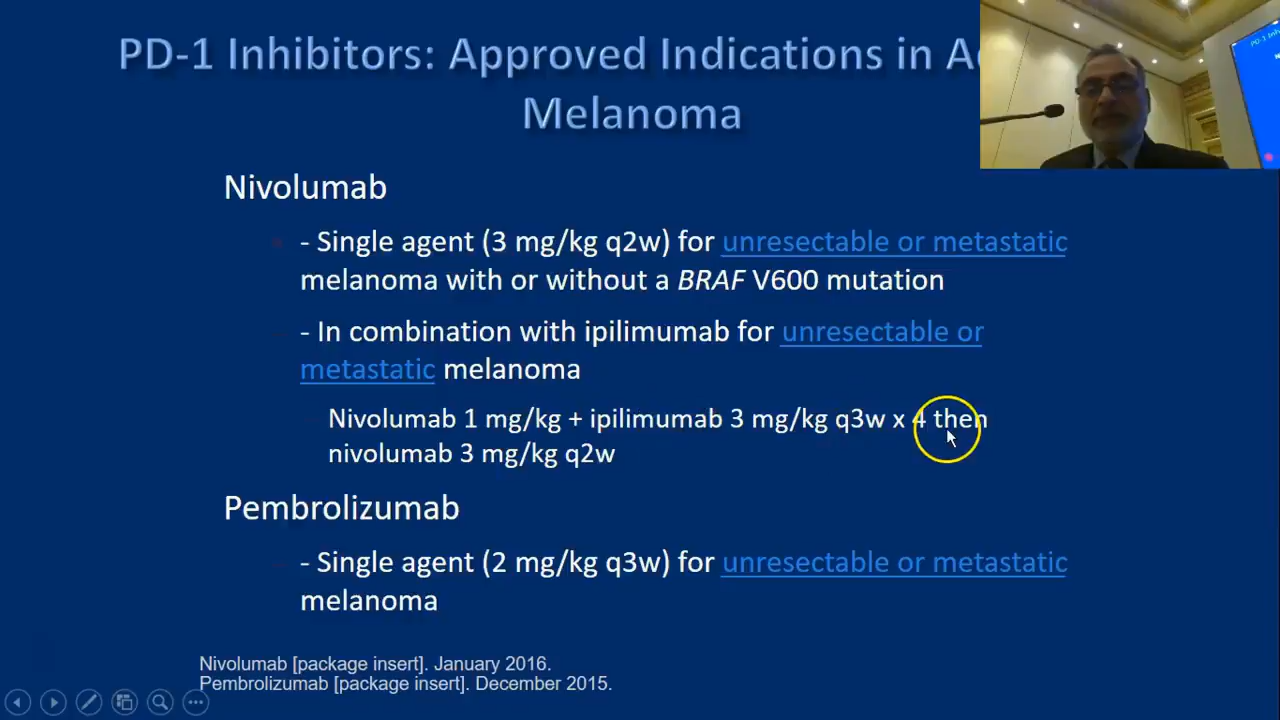 PD-1 Inhibitors: Approved Indications in
Melanoma
Nivolumab
- Single agent (3 mg/kg q2w) for unresectable or metastatic
melanoma with or without a BRAF V600 mutation
- In combination with ipilimumab for unresectable or
metastatic melanoma
Nivolumab 1 mg/kg + ipilimumab 3 mg/kg q3w x 4 then
nivolumab 3 mg/kg q2w
Pembrolizumab
- Single agent (2 mg/kg q3w) for unresectable or metastatic
melanoma
Nivolumab [package insert]. January 2016.
Pembrolizumab [package insert]. December 2015.